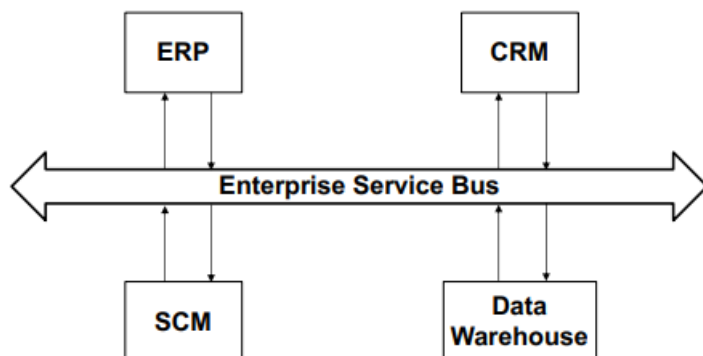 ERP
CRM
Enterprise Service Bus
SCM
Data
Warehouse